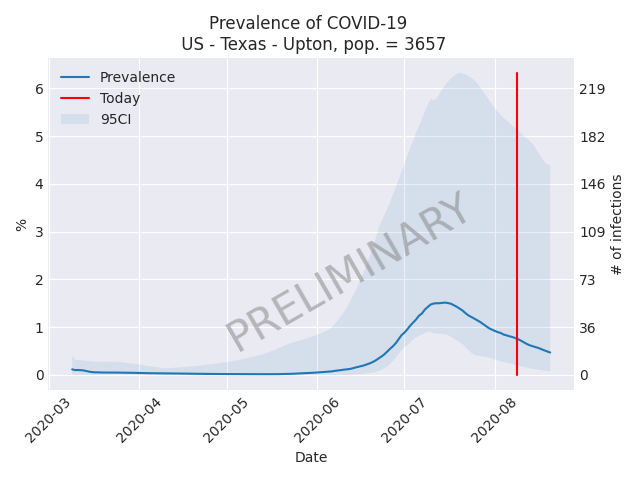 Prevalence of COVID-19
US - Texas - Upton, pop. = 3657
Prevalence
Today
95CI
6
5
4
3
2
1
0
%
219
182
146
109
73
36
0
# of infections
PRELIMINARY
2020-03
2020-04
2020-05
2020-06
2020-07
2020-08
Date